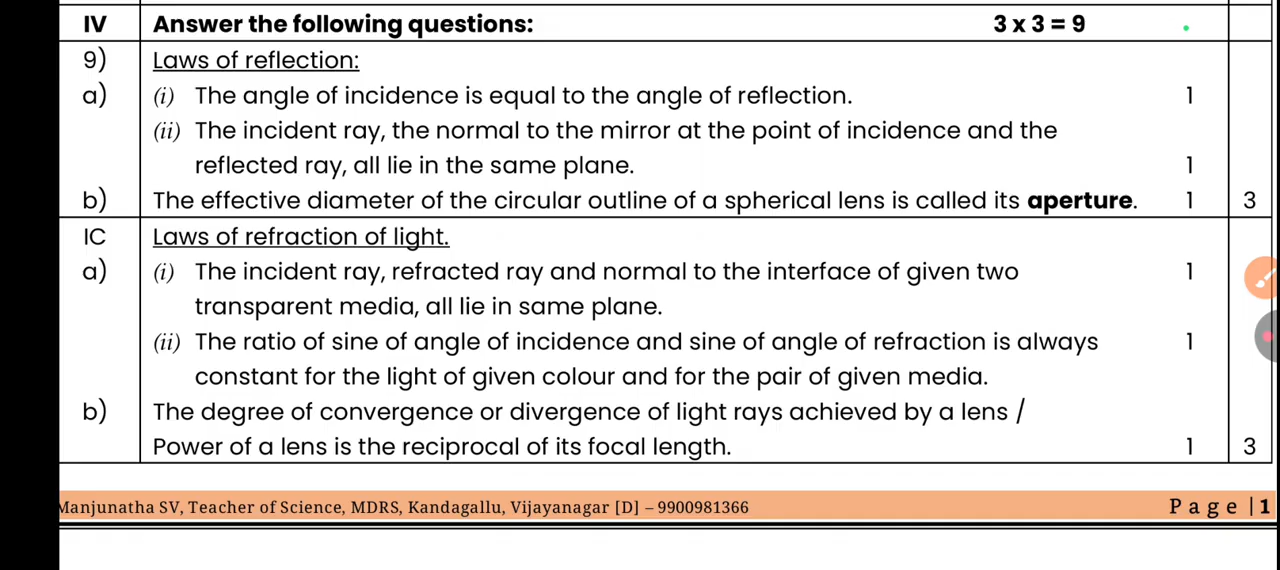 IV Answer the following questions: 3 x 3 = 9
9) Laws of reflection:
a) (i) The angle of incidence is equal to the angle of reflection. 1
(ii) The incident ray, the normal to the mirror at the point of incidence and the
reflected ray, all lie in the same plane. 1
b) The effective diameter of the circular outline of a spherical lens is called its aperture. 1 3
IC Laws of refraction of light.
a) (i) The incident ray, refracted ray and normal to the interface of given two 1
transparent media, all lie in same plane.
(ii) The ratio of sine of angle of incidence and sine of angle of refraction is always 1
constant for the light of given colour and for the pair of given media.
b) The degree of convergence or divergence of light rays achieved by a lens /
Power of a lens is the reciprocal of its focal length. 1 3
Manjunatha SV, Teacher of Science, MDRS, Kandagallu, Vijayanagar [D] – 9900981366 Page |1